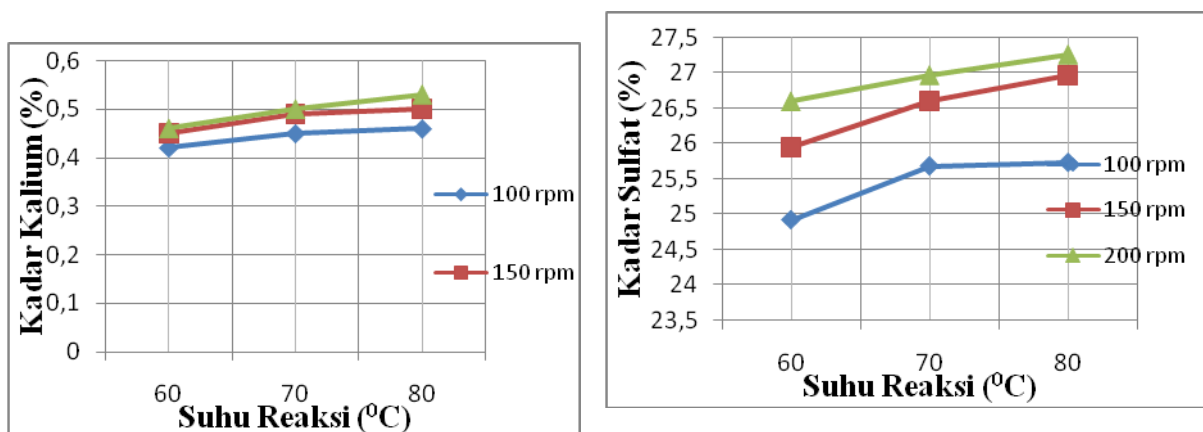 Kadar Kalium (%)
0,6
0,5
0,4
0,3
0,2
0,1
0
60 70 80
Suhu Reaksi (⁰C)
100 rpm
150 rpm
Kadar Sulfat (%)
27,5
27
26,5
26
25,5
25
24,5
24
23,5
60 70 80
Suhu Reaksi (⁰C)
100 rpm
150 rpm
200 rpm